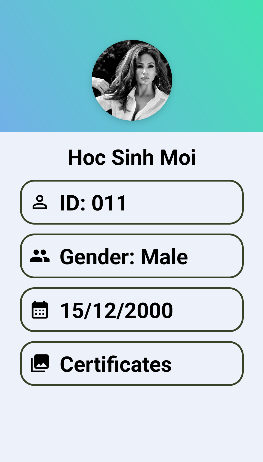 Hoc Sinh Moi
ID: 011
Gender: Male
15/12/2000
Certificates